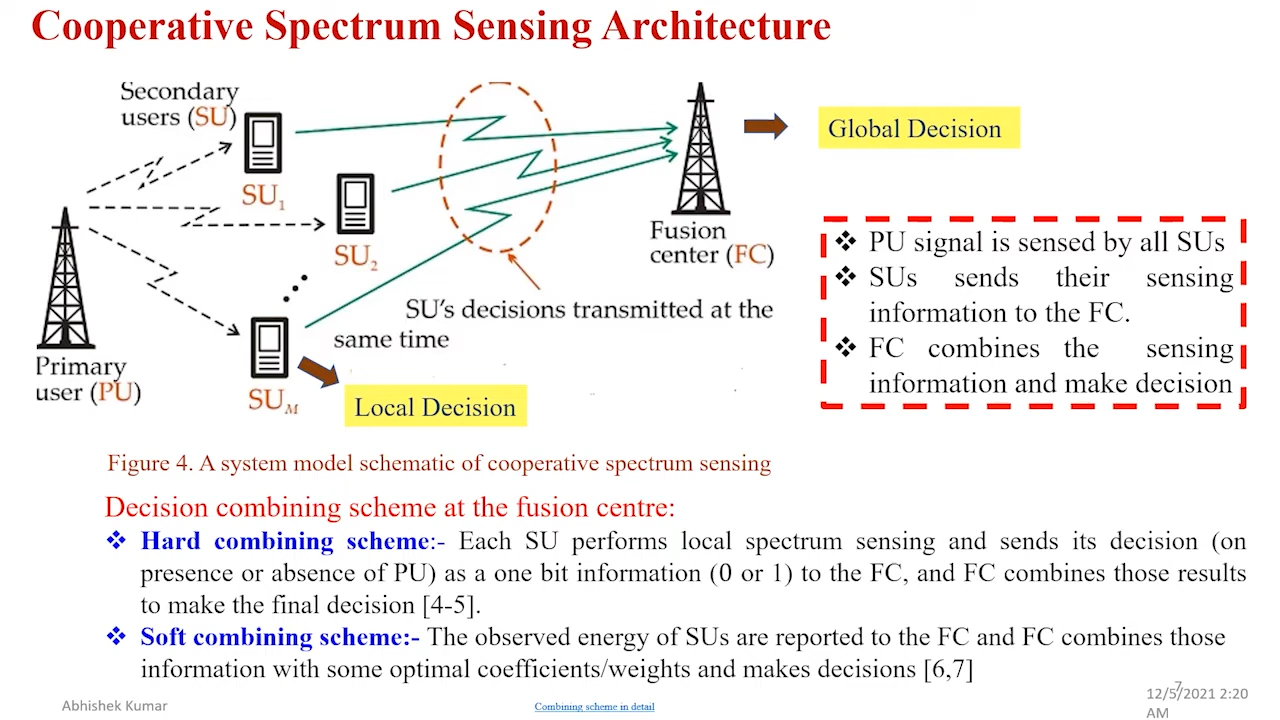 Cooperative Spectrum Sensing Architecture
Secondary
users (SU)
SU1
SU2
SUM
Primary
user (PU)
Local Decision
SU's decisions transmitted at the
same time
Fusion
center (FC)
Global Decision
❖ PU signal is sensed by all SUs
❖ SUs sends their sensing
information to the FC.
❖ FC combines the sensing
information and make decision
Figure 4. A system model schematic of cooperative spectrum sensing
Decision combining scheme at the fusion centre:
❖ Hard combining scheme:- Each SU performs local spectrum sensing and sends its decision (on
presence or absence of PU) as a one bit information (0 or 1) to the FC, and FC combines those results
to make the final decision [4-5].
❖ Soft combining scheme:- The observed energy of SUs are reported to the FC and FC combines those
information with some optimal coefficients/weights and makes decisions [6,7]
Abhishek Kumar
Combining scheme in detail
7
12/5/2021 2:20
AM